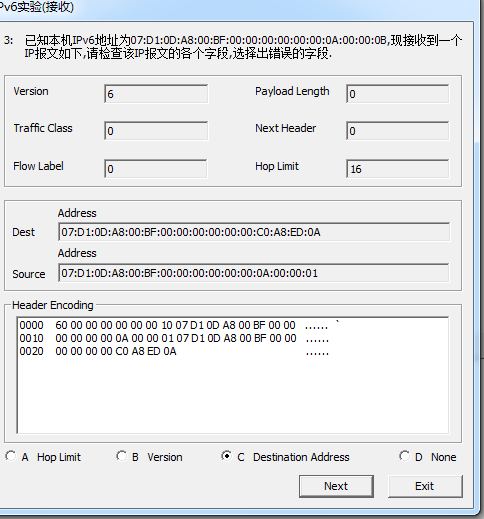 Pv6实验(接收)
3: 已知本机IPv6地址为07:D1:0D:A8:00:BF:00:00:00:00:00:00:0A:00:00:0B,现接收到一个
IP报文如下,请检查该IP报文的各个字段,选择出错误的字段.
Version 6 Payload Length 0
Traffic Class 0 Next Header 0
Flow Label 0 Hop Limit 16
Address
Dest 07:D1:0D:A8:00:BF:00:00:00:00:00:00:C0:A8:ED:0A
Address
Source 07:D1:0D:A8:00:BF:00:00:00:00:00:00:0A:00:00:01
Header Encoding
0000 60 00 00 00 00 00 00 10 07 D1 0D A8 00 BF 00 00 ...... `
0010 00 00 00 00 0A 00 00 01 07 D1 0D A8 00 BF 00 00 ......
0020 00 00 00 00 C0 A8 ED 0A ......
A Hop Limit B Version C Destination Address D None
Next Exit